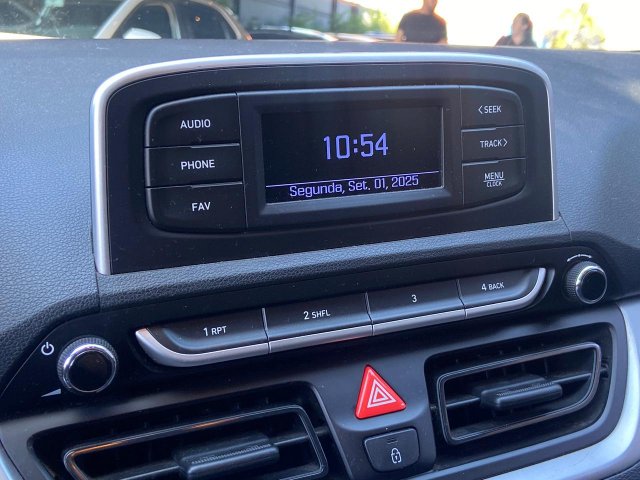 AUDIO
PHONE
FAV
10:54
Segunda, Set. 01, 2025
<SEEK
TRACK>
MENU
CLOCK
1 RPT
2 SHFL
3
4 BACK